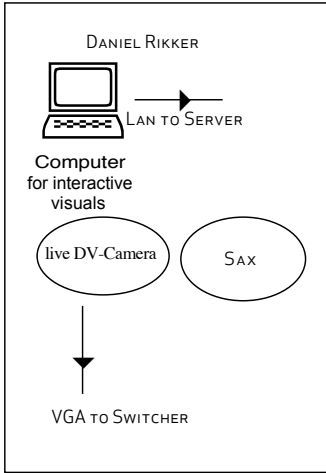 DANIEL RIKKER
LAN TO SERVER
Computer
for interactive
visuals
live DV-Camera
SAX
VGA TO SWITCHER